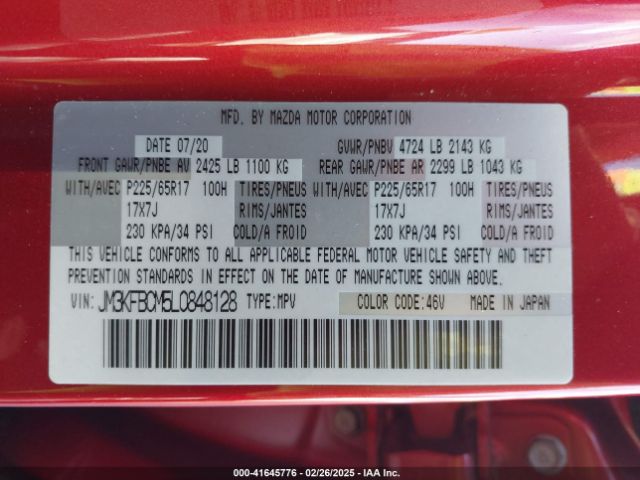 MFD. BY MAZDA MOTOR CORPORATION
DATE 07/20 GVWR/PNBV 4724 LB 2143 KG
FRONT GAWR/PNBE AV 2425 LB 1100 KG REAR GAWR/PNBE AR 2299 LB 1043 KG
WITH/AVEC P225/65R17 100H TIRES/PNEUS WITH/AVEC P225/65R17 100H TIRES/PNEUS
17X7J RIMS/JANTES 17X7J RIMS/JANTES
230 KPA/34 PSI COLD/A FROID 230 KPA/34 PSI COLD/A FROID
THIS VEHICLE CONFORMS TO ALL APPLICABLE FEDERAL MOTOR VEHICLE SAFETY AND THEFT
PREVENTION STANDARDS IN EFFECT ON THE DATE OF MANUFACTURE SHOWN ABOVE.
VIN: JM3KFBCM5L0848128 TYPE:MPV COLOR CODE:46V MADE IN JAPAN
000-41645776 - 02/26/2025 - IAAI.ca